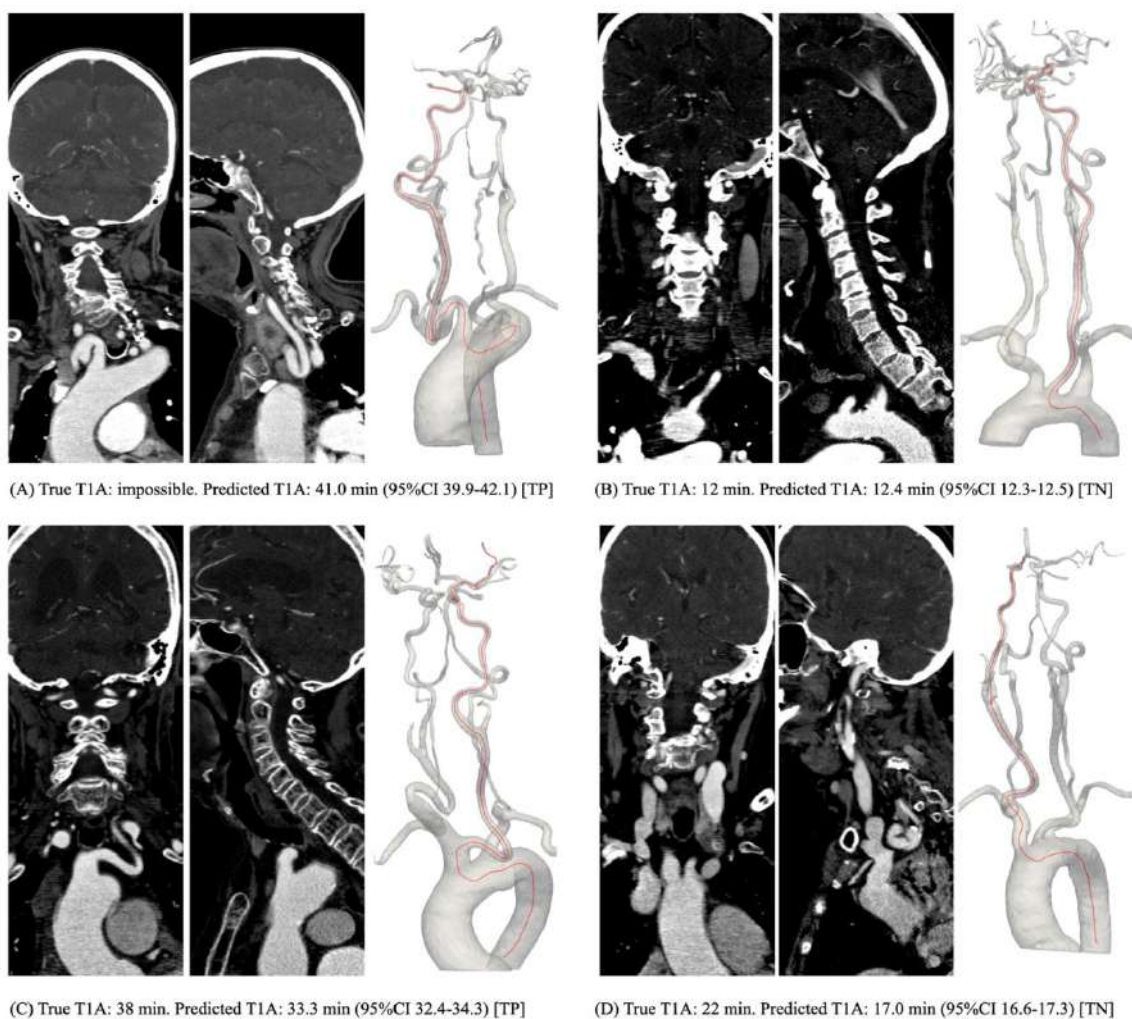 (A) True T1A: impossible. Predicted T1A: 41.0 min (95%CI 39.9-42.1) [TP]
(B) True T1A: 12 min. Predicted T1A: 12.4 min (95%CI 12.3-12.5) [TN]
(C) True T1A: 38 min. Predicted T1A: 33.3 min (95%CI 32.4-34.3) [TP]
(D) True T1A: 22 min. Predicted T1A: 17.0 min (95%CI 16.6-17.3) [TN]